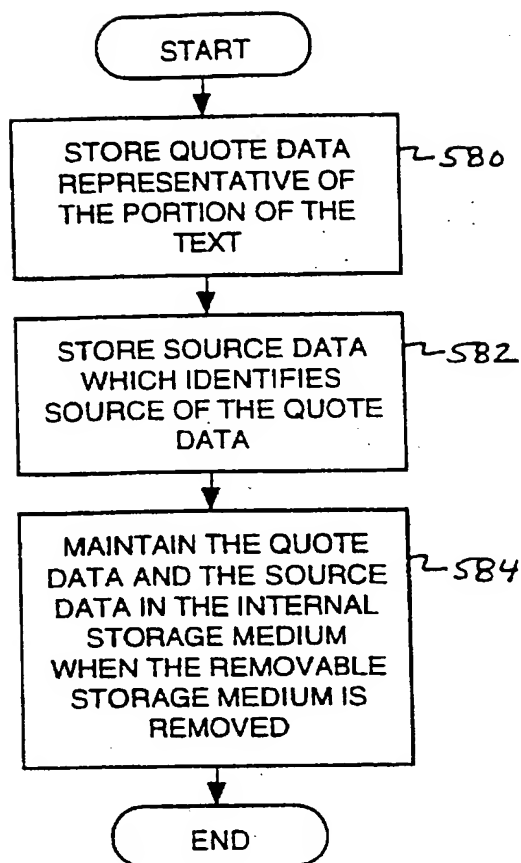 START
STORE QUOTE DATA
REPRESENTATIVE OF
THE PORTION OF THE
TEXT
580
STORE SOURCE DATA
WHICH IDENTIFIES
SOURCE OF THE QUOTE
DATA
582
MAINTAIN THE QUOTE
DATA AND THE SOURCE
DATA IN THE INTERNAL
STORAGE MEDIUM
WHEN THE REMOVABLE
STORAGE MEDIUM IS
REMOVED
584
END